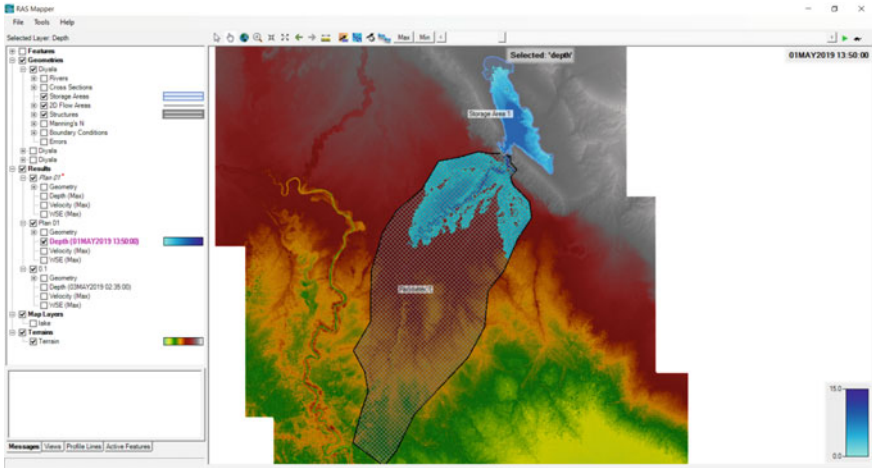 RAS Mapper
File Tools Help
Selected Layer: Depth
Max Min
Features
Geometries
Diyala
Rivers
Cross Sections
Storage Areas
2D Flow Areas
Structures
Manning's N
Boundary Conditions
Errors
Diyala
Diyala
Results
Plan 01
Geometry
Depth (Max)
Velocity (Max)
WSE (Max)
Plan 01
Geometry
Depth (01MAY2019 13:50:00)
Velocity (Max)
WSE (Max)
0.1
Geometry
Depth (03MAY2019 02:35:00)
Velocity (Max)
WSE (Max)
Map Layers
lake
Terrains
Terrain
Messages Views Profile Lines Active Features
Selected: 'depth'
01MAY2019 13:50:00
Storage Area 1
15.0
0.0